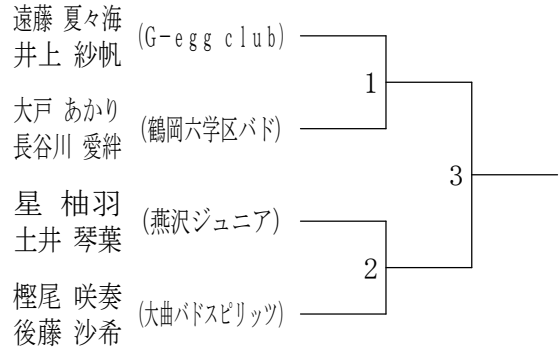 遠藤 夏々海
井上 紗帆
(G-egg club)
大戸 あかり
長谷川 愛絆
(鶴岡六学区バド)
星 柚羽
土井 琴葉
(燕沢ジュニア)
樫尾 咲奏
後藤 沙希
(大曲バドスピリッツ)
1
2
3